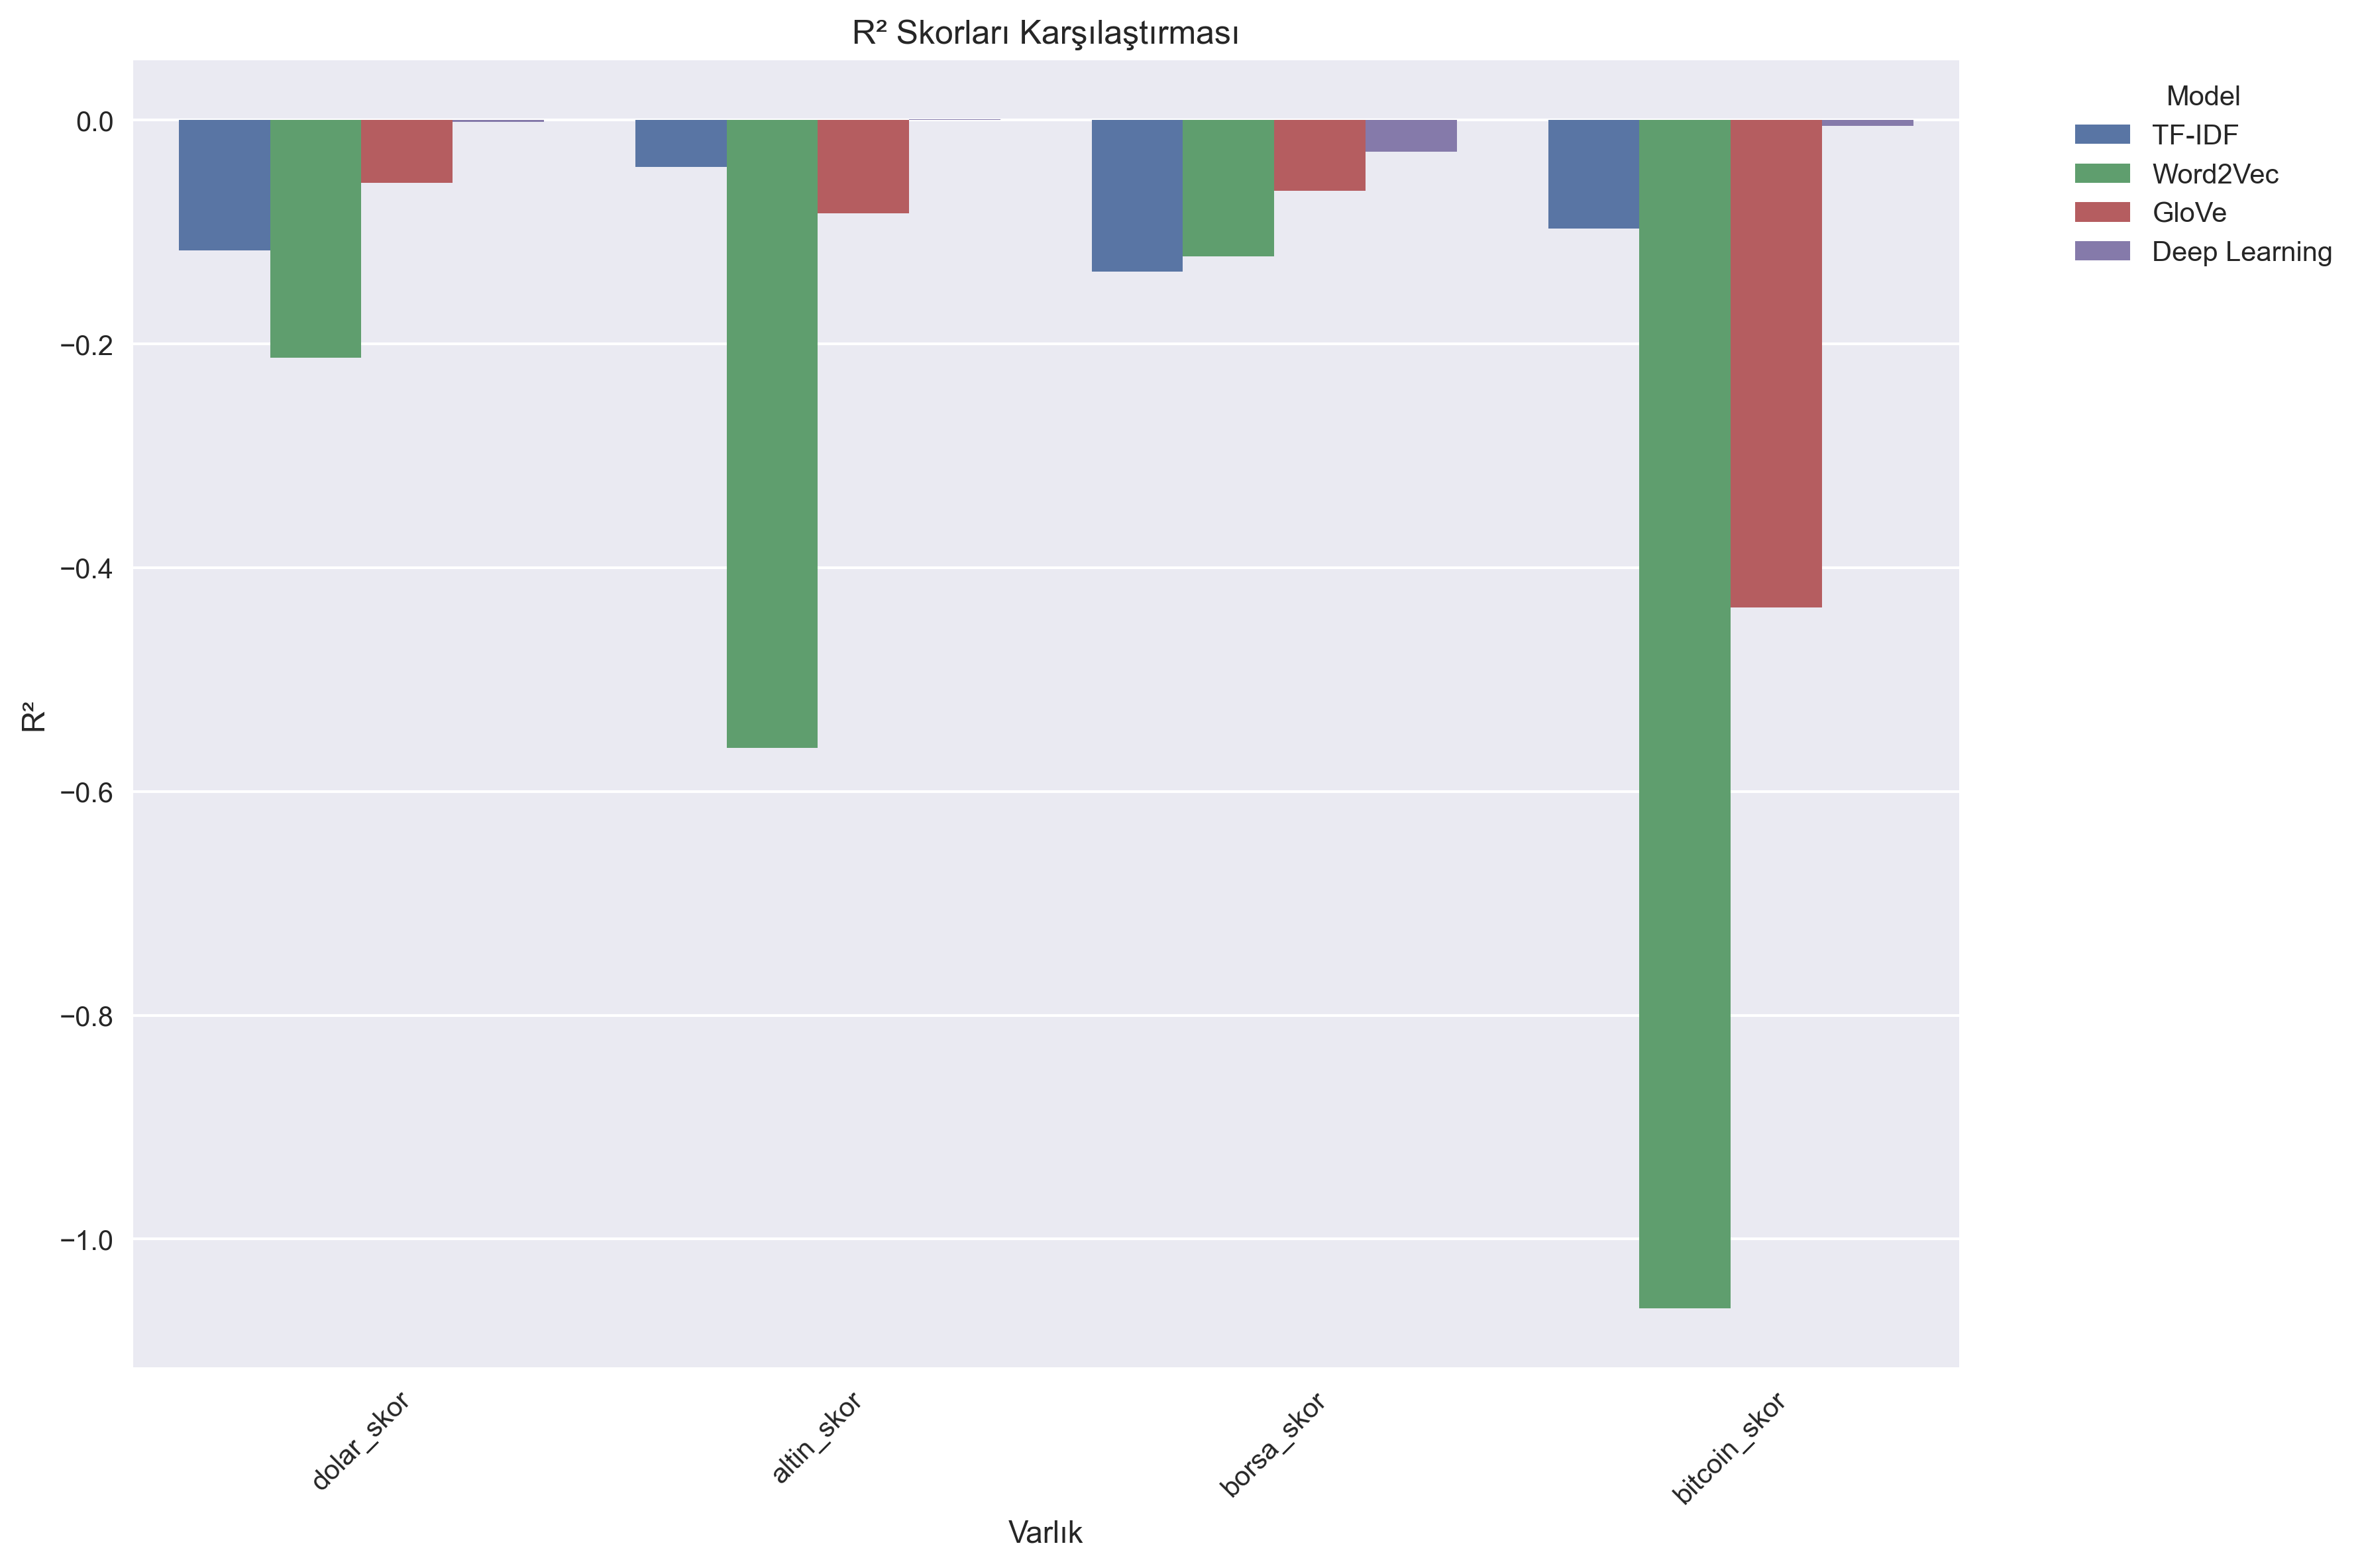 R² Skorları Karşılaştırması
Model
TF-IDF
Word2Vec
GloVe
Deep Learning
R²
0.0
−0.2
−0.4
−0.6
−0.8
−1.0
dolar_skor
altin_skor
borsa_skor
bitcoin_skor
Varlık